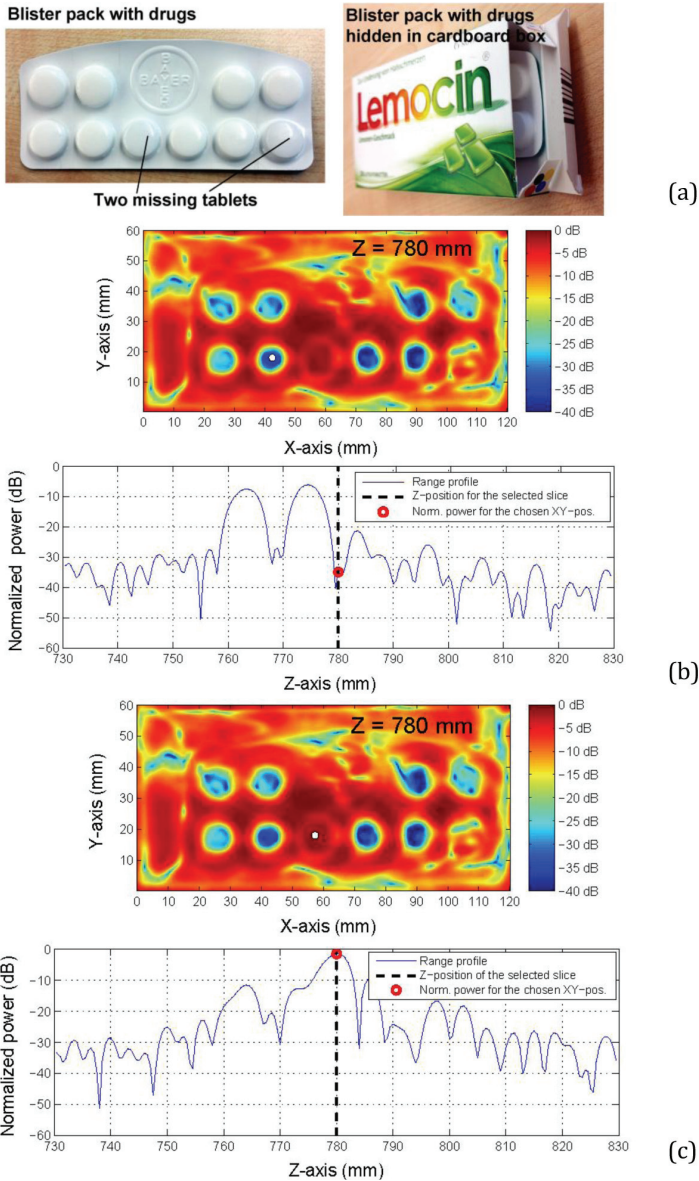 Blister pack with drugs
Blister pack with drugs
hidden in cardboard box
BAYER
Lemocin
Two missing tablets
(a)
Z = 780 mm
Y-axis (mm)
60
50
40
30
20
10
0 10 20 30 40 50 60 70 80 90 100 110 120
X-axis (mm)
0 dB
-5 dB
-10 dB
-15 dB
-20 dB
-25 dB
-30 dB
-35 dB
-40 dB
Normalized power (dB)
0
-10
-20
-30
-40
-50
-60
730 740 750 760 770 780 790 800 810 820 830
Z-axis (mm)
Range profile
Z-position for the selected slice
Norm. power for the chosen XY-pos.
(b)
Z = 780 mm
Y-axis (mm)
60
50
40
30
20
10
0 10 20 30 40 50 60 70 80 90 100 110 120
X-axis (mm)
0 dB
-5 dB
-10 dB
-15 dB
-20 dB
-25 dB
-30 dB
-35 dB
-40 dB
Normalized power (dB)
0
-10
-20
-30
-40
-50
-60
730 740 750 760 770 780 790 800 810 820 830
Z-axis (mm)
Range profile
Z-position of the selected slice
Norm. power for the chosen XY-pos.
(c)